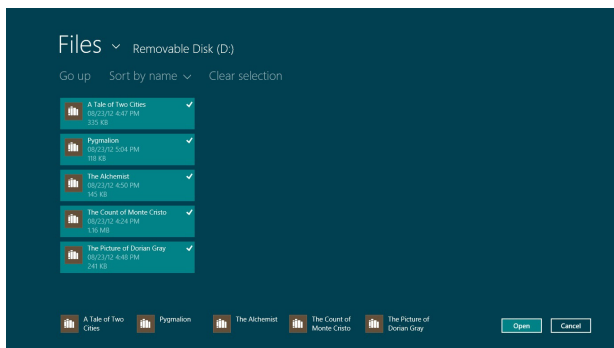 Files Removable Disk (D:)
Go up Sort by name Clear selection
A Tale of Two Cities
08/23/12 4:47 PM
335 KB
Pygmalion
08/23/12 5:04 PM
118 KB
The Alchemist
08/23/12 4:50 PM
145 KB
The Count of Monte Cristo
08/23/12 4:24 PM
1.16 MB
The Picture of Dorian Gray
08/23/12 4:48 PM
241 KB
A Tale of Two
Cities
Pygmalion
The Alchemist
The Count of
Monte Cristo
The Picture of
Dorian Gray
Open Cancel